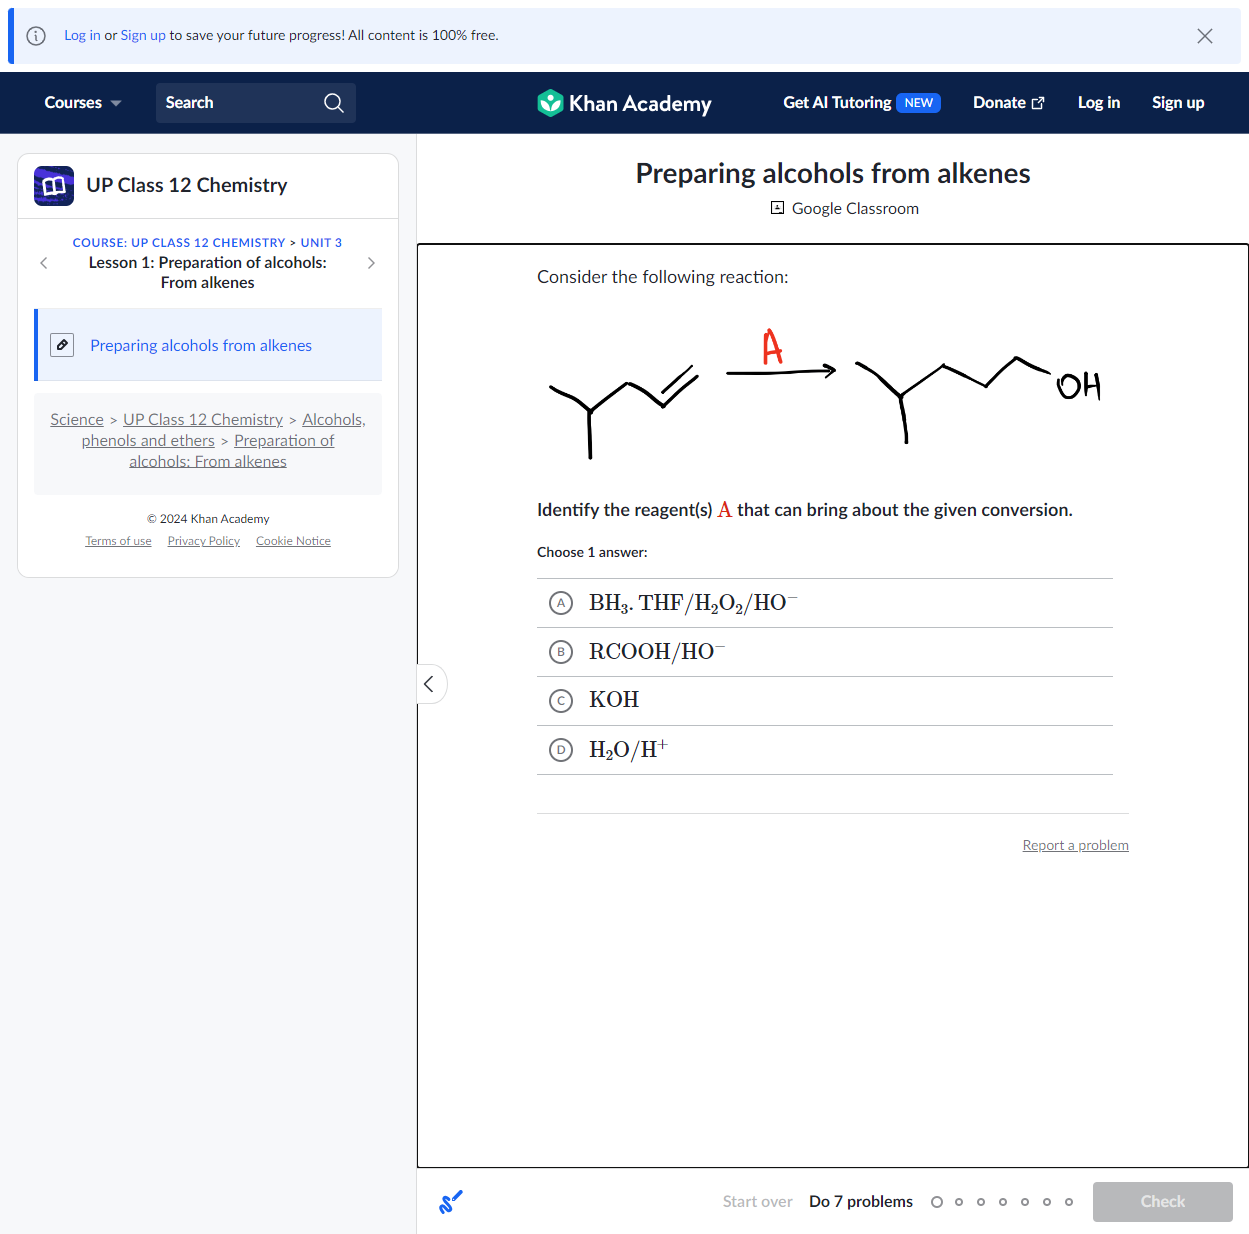 Log in or Sign up to save your future progress! All content is 100% free.
Courses
Search
Khan Academy
Get AI Tutoring NEW
Donate
Log in
Sign up
UP Class 12 Chemistry
COURSE: UP CLASS 12 CHEMISTRY > UNIT 3
Lesson 1: Preparation of alcohols:
From alkenes
Preparing alcohols from alkenes
Science > UP Class 12 Chemistry > Alcohols,
phenols and ethers > Preparation of
alcohols: From alkenes
© 2024 Khan Academy
Terms of use Privacy Policy Cookie Notice
Preparing alcohols from alkenes
Google Classroom
Consider the following reaction:
A
OH
Identify the reagent(s) A that can bring about the given conversion.
Choose 1 answer:
A BH₃. THF/H₂O₂/HO⁻
B RCOOH/HO⁻
C KOH
D H₂O/H⁺
Report a problem
Start over
Do 7 problems
Check